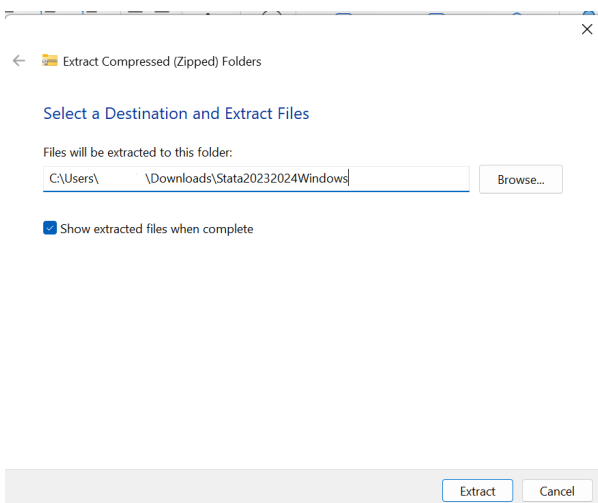 Extract Compressed (Zipped) Folders
Select a Destination and Extract Files
Files will be extracted to this folder:
C:\Users\ \Downloads\Stata20232024Windows
Browse...
Show extracted files when complete
Extract
Cancel